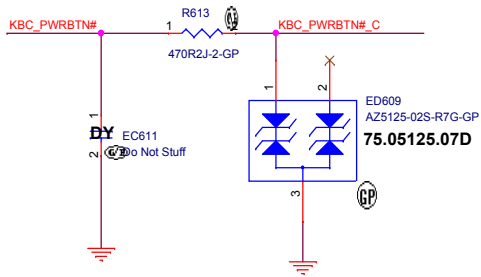 KBC_PWRBTN#
1
R613
2
KBC_PWRBTN#_C
470R2J-2-GP
1
2
ED609
AZ5125-02S-R7G-GP
75.05125.07D
1
DY
EC611
2
Do Not Stuff
3
GP